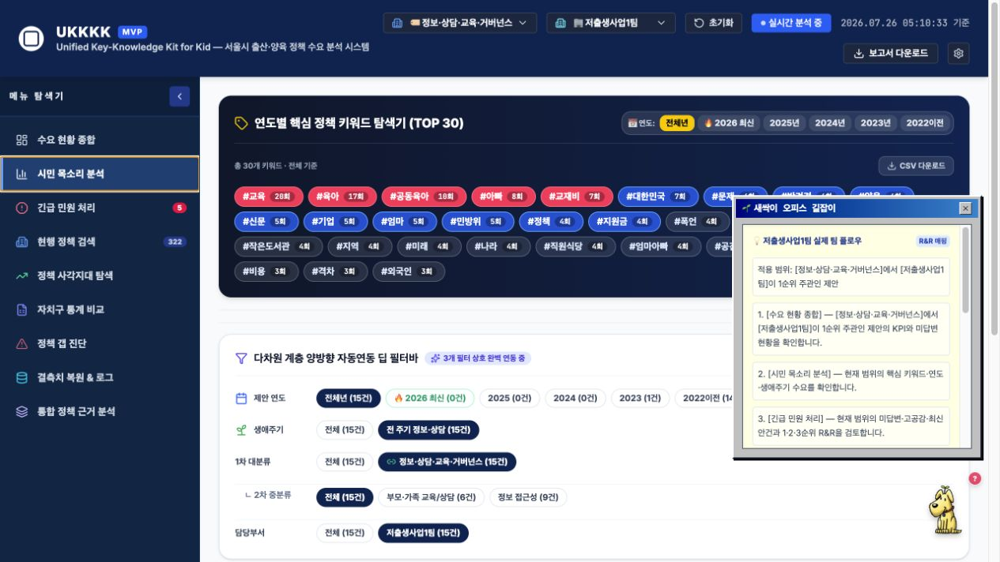 UKKKK MVP
Unified Key-Knowledge Kit for Kid — 서울시 출산·양육 정책 수요 분석 시스템
정보·상담·교육·거버넌스
저출생사업1팀
초기화
실시간 분석 중
2026.07.26 05:10:33 기준
보고서 다운로드
메뉴 탐색기
수요 현황 종합
시민 목소리 분석
긴급 민원 처리 5
현행 정책 검색 322
정책 사각지대 탐색
자치구 통계 비교
정책 갭 진단
결측치 복원 & 로그
통합 정책 근거 분석
연도별 핵심 정책 키워드 탐색기 (TOP 30)
연도: 전체년 2026 최신 2025년 2024년 2023년 2022이전
총 30개 키워드 · 전체 기준
CSV 다운로드
#교육 20회 #육아 17회 #공동육아 10회 #아빠 8회 #교재비 7회 #대한민국 7회 #문제
#신문 5회 #기업 5회 #엄마 5회 #민방위 5회 #정책 4회 #지원금 4회 #폭언 4회
#작은도서관 4회 #지역 4회 #미래 4회 #나라 4회 #직원식당 4회 #엄마아빠 4회
#비용 3회 #격차 3회 #외국인 3회
다차원 계층 양방향 자동연동 딥 필터바 3개 필터 상호 완벽 연동 중
제안 연도 전체년 (15건) 2026 최신 (0건) 2025 (0건) 2024 (0건) 2023 (1건) 2022이전
생애주기 전체 (15건) 전 주기 정보·상담 (15건)
1차 대분류 전체 (15건) 정보·상담·교육·거버넌스 (15건)
ㄴ 2차 중분류 전체 (15건) 부모·가족 교육/상담 (6건) 정보 접근성 (9건)
담당부서 전체 (15건) 저출생사업1팀 (15건)
새싹이 오피스 길잡이
저출생사업1팀 실제 팀 플로우 R&R 매핑
적용 범위: [정보·상담·교육·거버넌스]에서 [저출생사업1
팀]이 1순위 주관인 제안
1. [수요 현황 종합] — [정보·상담·교육·거버넌스]에서
[저출생사업1팀]이 1순위 주관인 제안의 KPI와 미답변
현황을 확인합니다.
2. [시민 목소리 분석] — 현재 범위의 핵심 키워드·연도
·생애주기 수요를 확인합니다.
3. [긴급 민원 처리] — 현재 범위의 미답변·고공감·최신
안건과 1·2·3순위 R&R을 검토합니다.
?